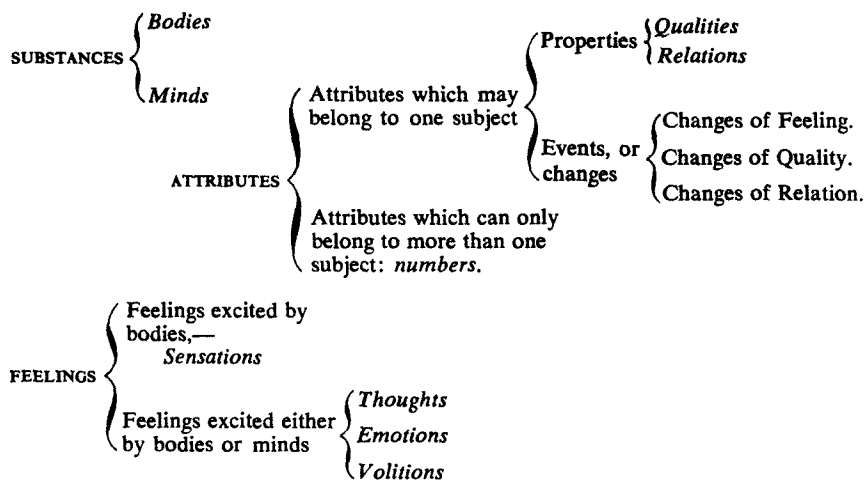 SUBSTANCES
Bodies
Minds
ATTRIBUTES
Attributes which may
belong to one subject
Properties
Qualities
Relations
Events, or
changes
Changes of Feeling.
Changes of Quality.
Changes of Relation.
Attributes which can only
belong to more than one
subject: numbers.
FEELINGS
Feelings excited by
bodies,—
Sensations
Feelings excited either
by bodies or minds
Thoughts
Emotions
Volitions